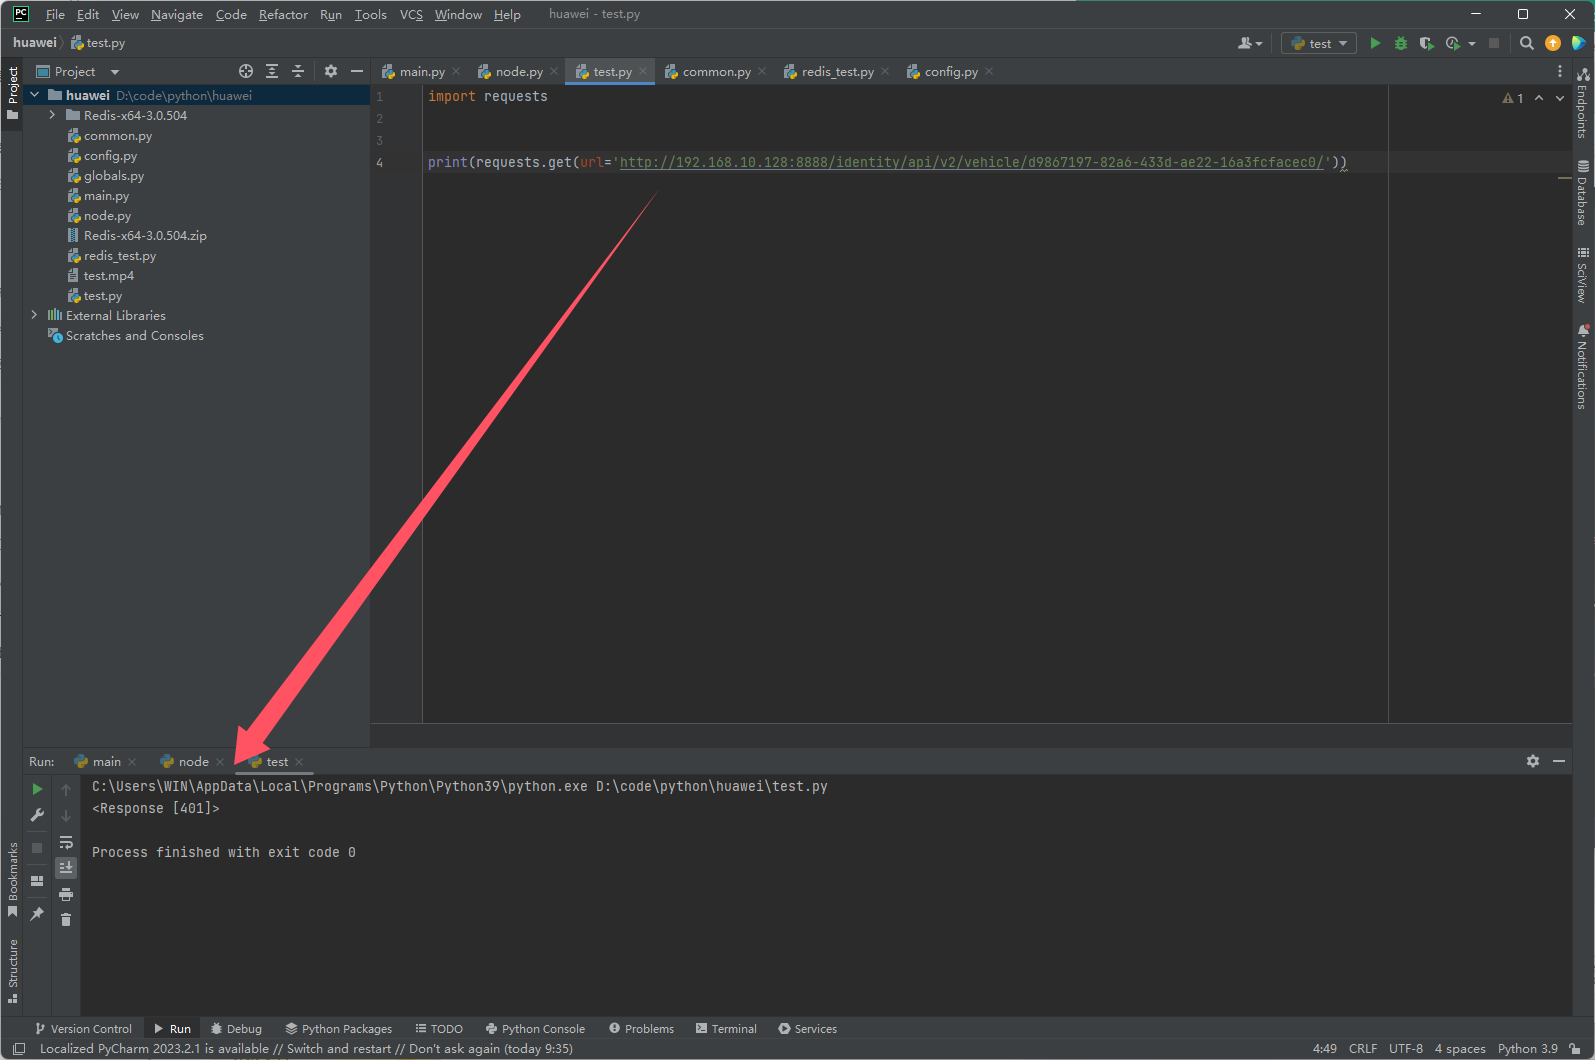 PC File Edit View Navigate Code Refactor Run Tools VCS Window Help huawei - test.py
huawei test.py test
Project main.py node.py test.py common.py redis_test.py config.py
Project
huawei D:\code\python\huawei
Redis-x64-3.0.504
common.py
config.py
globals.py
main.py
node.py
Redis-x64-3.0.504.zip
redis_test.py
test.mp4
test.py
External Libraries
Scratches and Consoles
1 import requests
2
3
4 print(requests.get(url='http://192.168.10.128:8888/identity/api/v2/vehicle/d9867197-82a6-433d-ae22-16a3fcfacec0/'))
1
Endpoints
Database
SciView
Notifications
Run: main node test
C:\Users\WIN\AppData\Local\Programs\Python\Python39\python.exe D:\code\python\huawei\test.py
<Response [401]>
Process finished with exit code 0
Bookmarks
Structure
Version Control Run Debug Python Packages TODO Python Console Problems Terminal Services
Localized PyCharm 2023.2.1 is available // Switch and restart // Don't ask again (today 9:35) 4:49 CRLF UTF-8 4 spaces Python 3.9